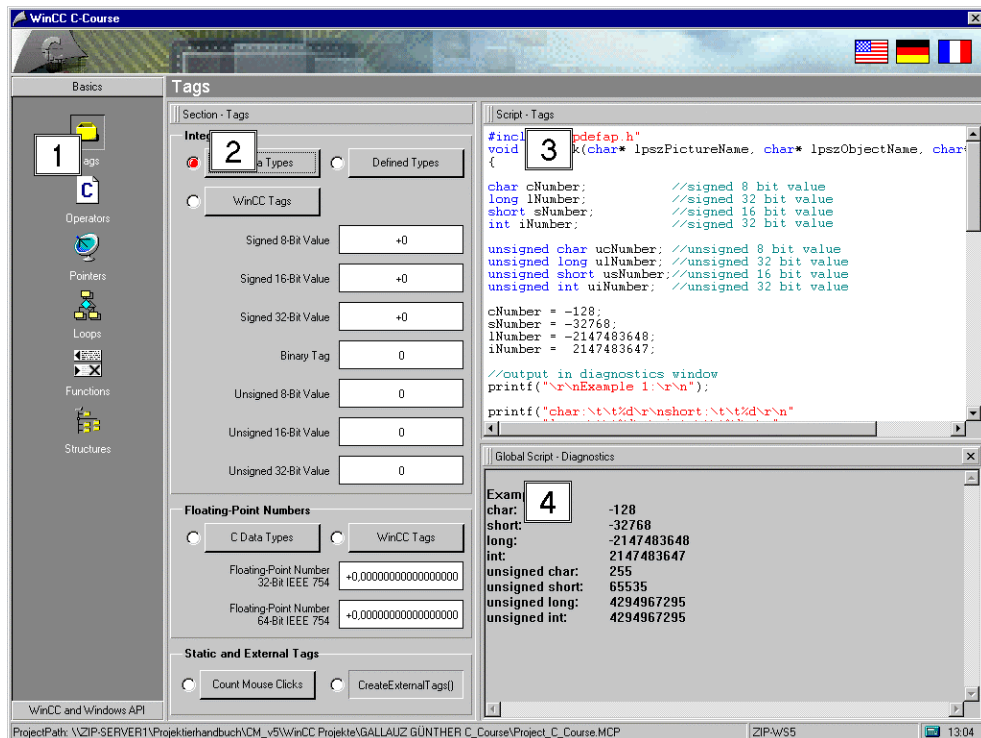 WinCC C-Course
Basics
Tags
1
Operators
Pointers
Loops
Functions
Structures
WinCC and Windows API
Tags
Section - Tags
2
Defined Types
WinCC Tags
Signed 8-Bit Value +0
Signed 16-Bit Value +0
Signed 32-Bit Value +0
Binary Tag 0
Unsigned 8-Bit Value 0
Unsigned 16-Bit Value 0
Unsigned 32-Bit Value 0
Floating-Point Numbers
C Data Types WinCC Tags
Floating-Point Number
32-Bit IEEE 754 +0,00000000000000000
Floating-Point Number
64-Bit IEEE 754 +0,00000000000000000
Static and External Tags
Count Mouse Clicks CreateExternalTags()
Script - Tags
3
void
(char* lpszPictureName, char* lpszObjectName, char*
{
char cNumber; //signed 8 bit value
long lNumber; //signed 32 bit value
short sNumber; //signed 16 bit value
int iNumber; //signed 32 bit value
unsigned char ucNumber; //unsigned 8 bit value
unsigned long ulNumber; //unsigned 32 bit value
unsigned short usNumber;//unsigned 16 bit value
unsigned int uiNumber; //unsigned 32 bit value
cNumber = -128;
sNumber = -32768;
lNumber = -2147483648;
iNumber = 2147483647;
//output in diagnostics window
printf("\r\nExample 1:\r\n");
printf("char:\t\t%d\r\nshort:\t\t%d\r\n"
Global Script - Diagnostics
4
char: -128
short: -32768
long: -2147483648
int: 2147483647
unsigned char: 255
unsigned short: 65535
unsigned long: 4294967295
unsigned int: 4294967295
ProjectPath: \\ZIP-SERVER1\Projektierhandbuch\CM_v5\WinCC Projekte\GALLAUZ GÜNTHER C_Course\Project_C_Course.MCP
ZIP-WS5
13:04